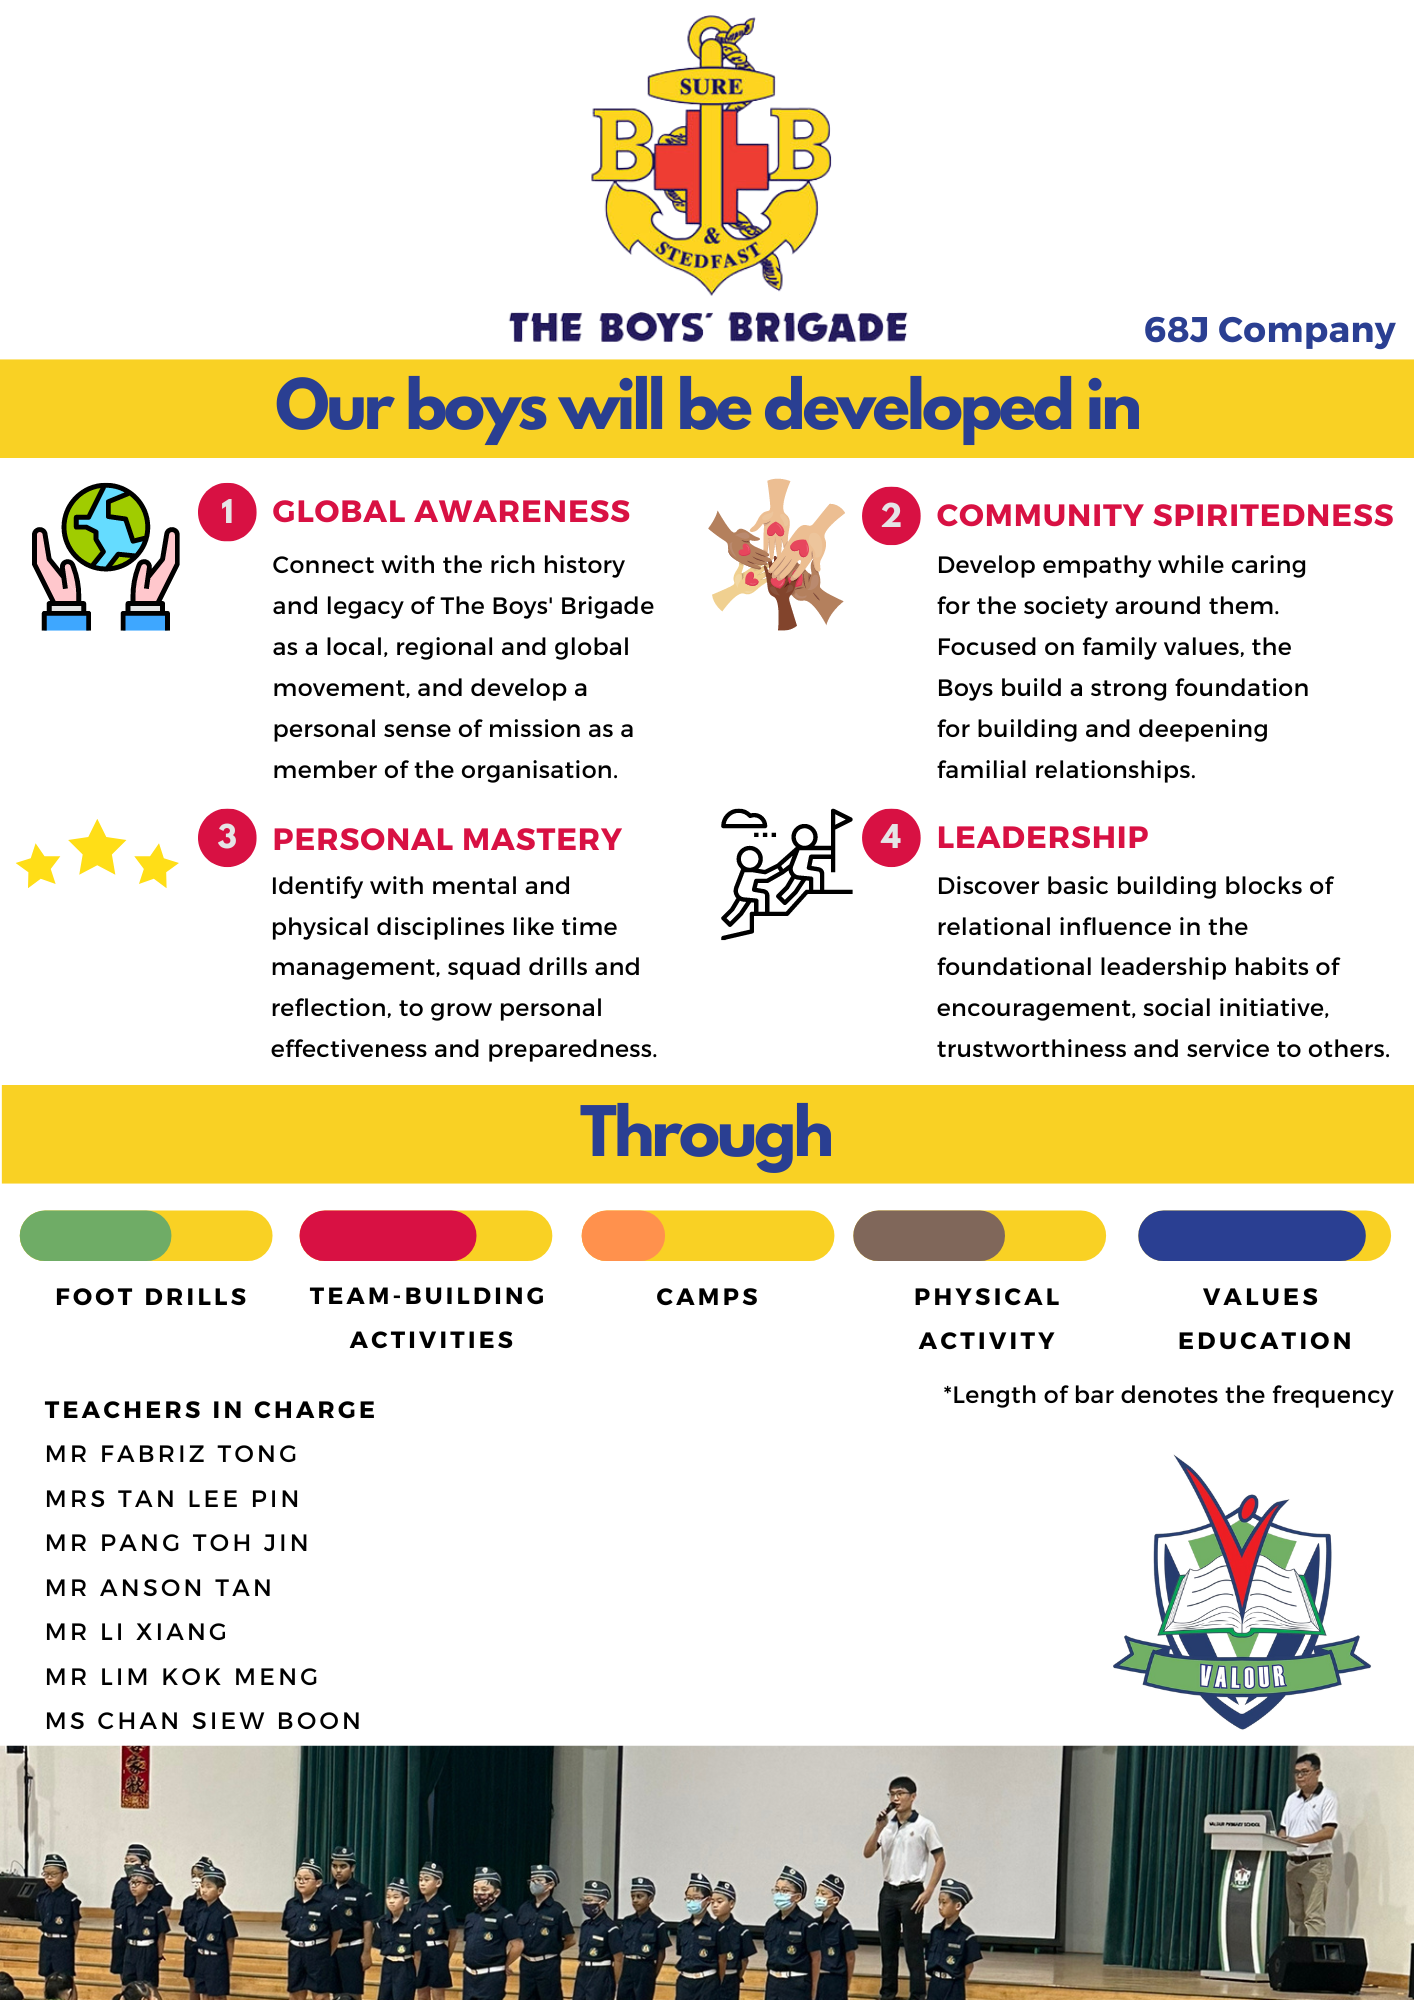 SURE
B B
&
STEDFAST
THE BOYS' BRIGADE
68J Company
Our boys will be developed in
1
GLOBAL AWARENESS
Connect with the rich history
and legacy of The Boys' Brigade
as a local, regional and global
movement, and develop a
personal sense of mission as a
member of the organisation.
2
COMMUNITY SPIRITEDNESS
Develop empathy while caring
for the society around them.
Focused on family values, the
Boys build a strong foundation
for building and deepening
familial relationships.
3
PERSONAL MASTERY
Identify with mental and
physical disciplines like time
management, squad drills and
reflection, to grow personal
effectiveness and preparedness.
4
LEADERSHIP
Discover basic building blocks of
relational influence in the
foundational leadership habits of
encouragement, social initiative,
trustworthiness and service to others.
Through
FOOT DRILLS
TEAM-BUILDING
ACTIVITIES
CAMPS
PHYSICAL
ACTIVITY
VALUES
EDUCATION
*Length of bar denotes the frequency
TEACHERS IN CHARGE
MR FABRIZ TONG
MRS TAN LEE PIN
MR PANG TOH JIN
MR ANSON TAN
MR LI XIANG
MR LIM KOK MENG
MS CHAN SIEW BOON
VALOUR
VALOUR PRIMARY SCHOOL